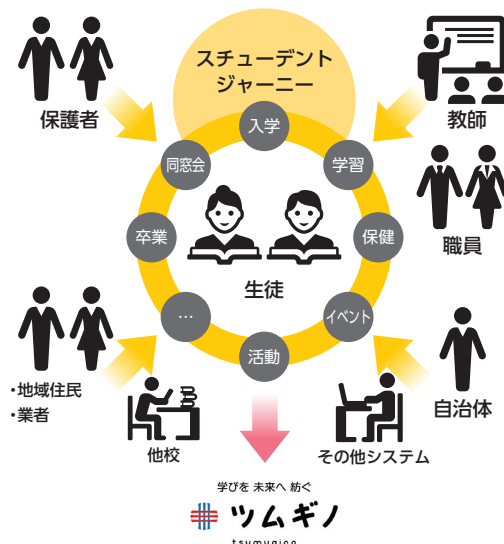 スチューデント
ジャーニー
保護者
教師
入学
同窓会
学習
職員
卒業
保健
生徒
…
イベント
活動
・地域住民
・業者
他校
その他システム
自治体
学びを 未来へ 紡ぐ
ツムギノ
tsumugino